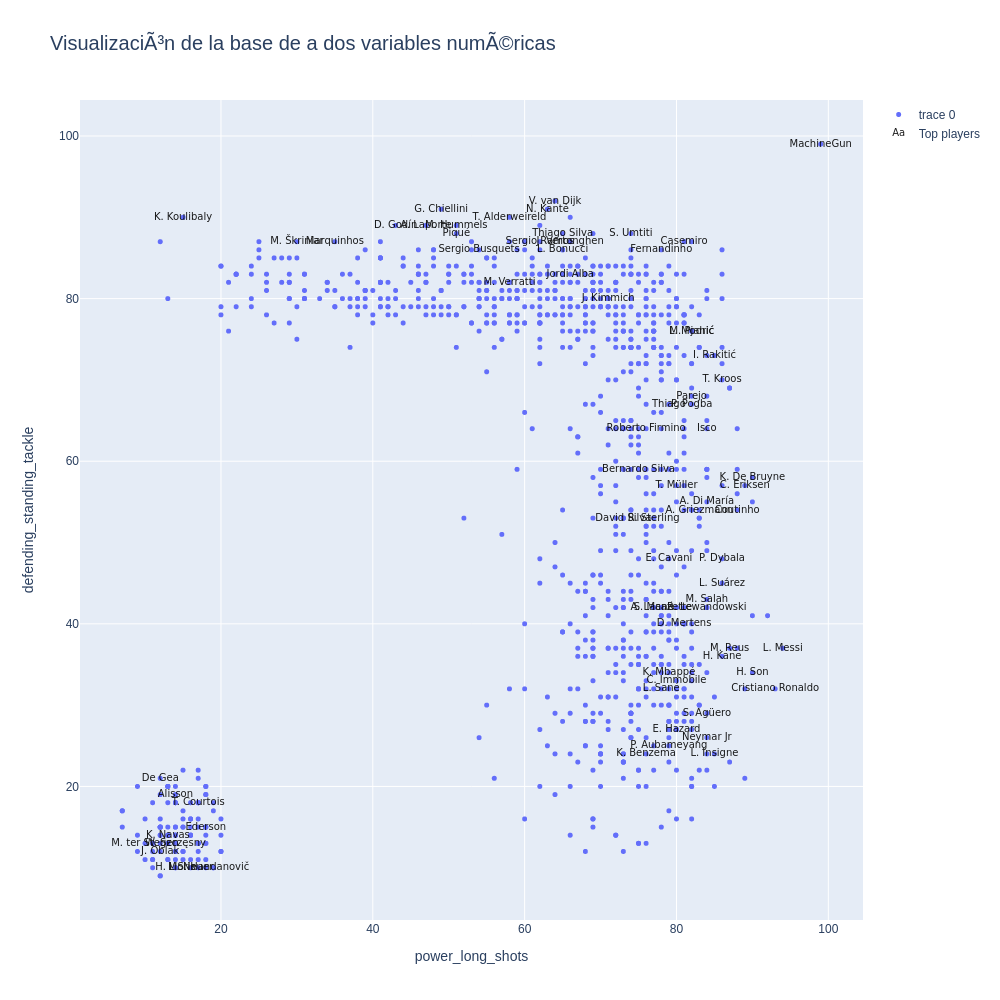 VisualizaciÃ³n de la base de a dos variables numÃ©ricas
trace 0
Aa Top players
100
MachineGun
K. Koulibaly
V. van Dijk
G. Chiellini
N. Kanté
T. Alderweireld
D. Godín
A. Laporte
M. Hummels
Piqué
Thiago Silva
S. Umtiti
M. Škriniar
Marquinhos
Casemiro
Sergio Busquets
L. Bonucci
Fernandinho
Jordi Alba
M. Verratti
80
J. Kimmich
I. Rakitić
T. Kroos
Parejo
Thiago
P. Pogba
Roberto Firmino
Isco
60
Bernardo Silva
K. De Bruyne
T. Müller
C. Eriksen
A. Di María
A. Griezmann
Coutinho
David Silva
R. Sterling
E. Cavani
P. Dybala
L. Suárez
M. Salah
D. Mertens
40
M. Reus
L. Messi
H. Kane
K. Mbappé
H. Son
C. Immobile
L. Sané
Cristiano Ronaldo
S. Agüero
E. Hazard
Neymar Jr
P. Aubameyang
K. Benzema
L. Insigne
De Gea
20
Alisson
T. Courtois
Ederson
K. Navas
J. Oblak
20
40
60
80
100
power_long_shots
defending_standing_tackle